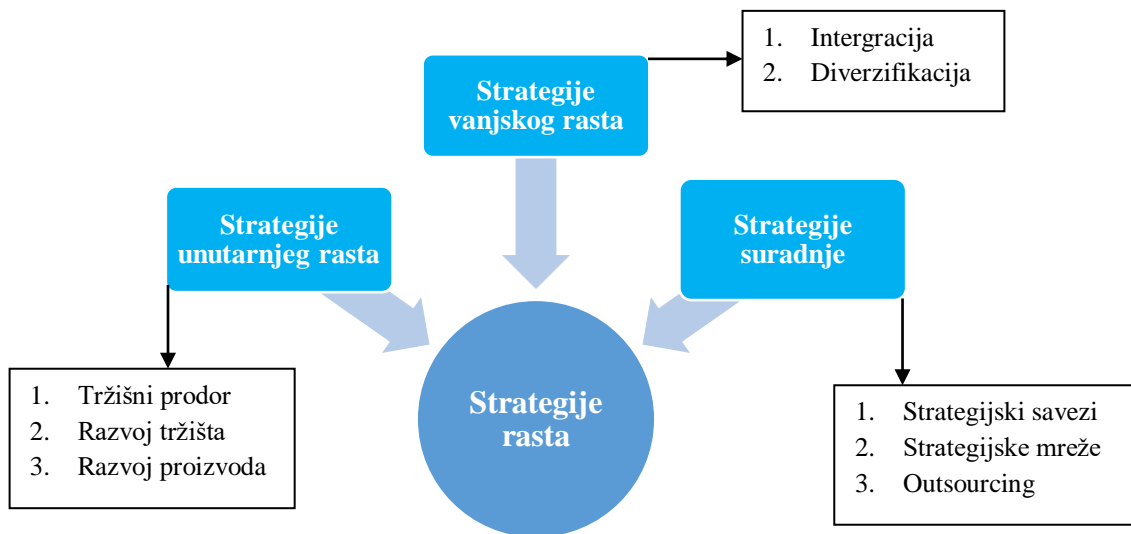 1. Intergracija
2. Diverzifikacija
Strategije
vanjskog rasta
Strategije
unutarnjeg rasta
Strategije
suradnje
Strategije
rasta
1. Tržišni prodor
2. Razvoj tržišta
3. Razvoj proizvoda
1. Strategijski savezi
2. Strategijske mreže
3. Outsourcing